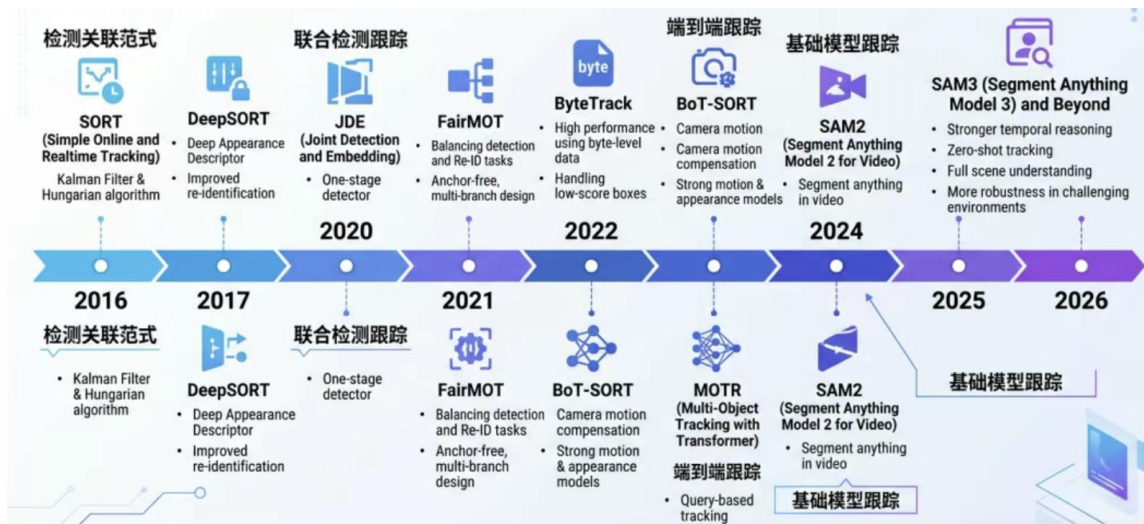 检测关联范式
SORT
(Simple Online and
Realtime Tracking)
Kalman Filter &
Hungarian algorithm
DeepSORT
• Deep Appearance
Descriptor
• Improved
re-identification
联合检测跟踪
JDE
(Joint Detection
and Embedding)
• One-stage
detector
2020
FairMOT
• Balancing detection
and Re-ID tasks
• Anchor-free,
multi-branch design
byte
ByteTrack
• High performance
using byte-level
data
• Handling
low-score boxes
2022
端到端跟踪
BoT-SORT
• Camera motion
• Camera motion
compensation
• Strong motion &
appearance models
基础模型跟踪
SAM2
(Segment Anything
Model 2 for Video)
• Segment anything
in video
2024
SAM3 (Segment Anything
Model 3) and Beyond
• Stronger temporal reasoning
• Zero-shot tracking
• Full scene understanding
• More robustness in challenging
environments
2016
检测关联范式
• Kalman Filter
& Hungarian
algorithm
2017
DeepSORT
• Deep Appearance
Descriptor
• Improved
re-identification
联合检测跟踪
• One-stage
detector
2021
FairMOT
• Balancing detection
and Re-ID tasks
• Anchor-free,
multi-branch
design
BoT-SORT
• Camera motion
compensation
• Strong motion
& appearance
models
MOTR
(Multi-Object
Tracking with
Transformer)
端到端跟踪
• Query-based
tracking
SAM2
(Segment Anything
Model 2 for Video)
• Segment anything
in video
基础模型跟踪
2025
2026
基础模型跟踪